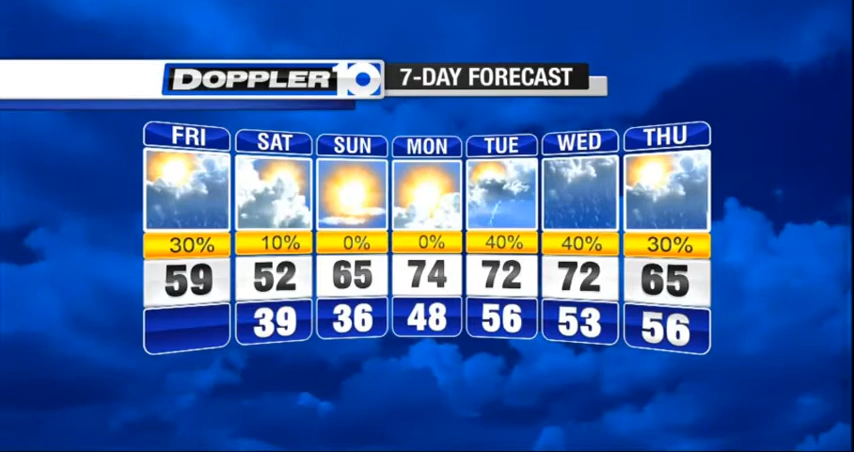 DOPPLER 10 7-DAY FORECAST
FRI SAT SUN MON TUE WED THU
30% 10% 0% 0% 40% 40% 30%
59 52 65 74 72 72 65
39 36 48 56 53 56